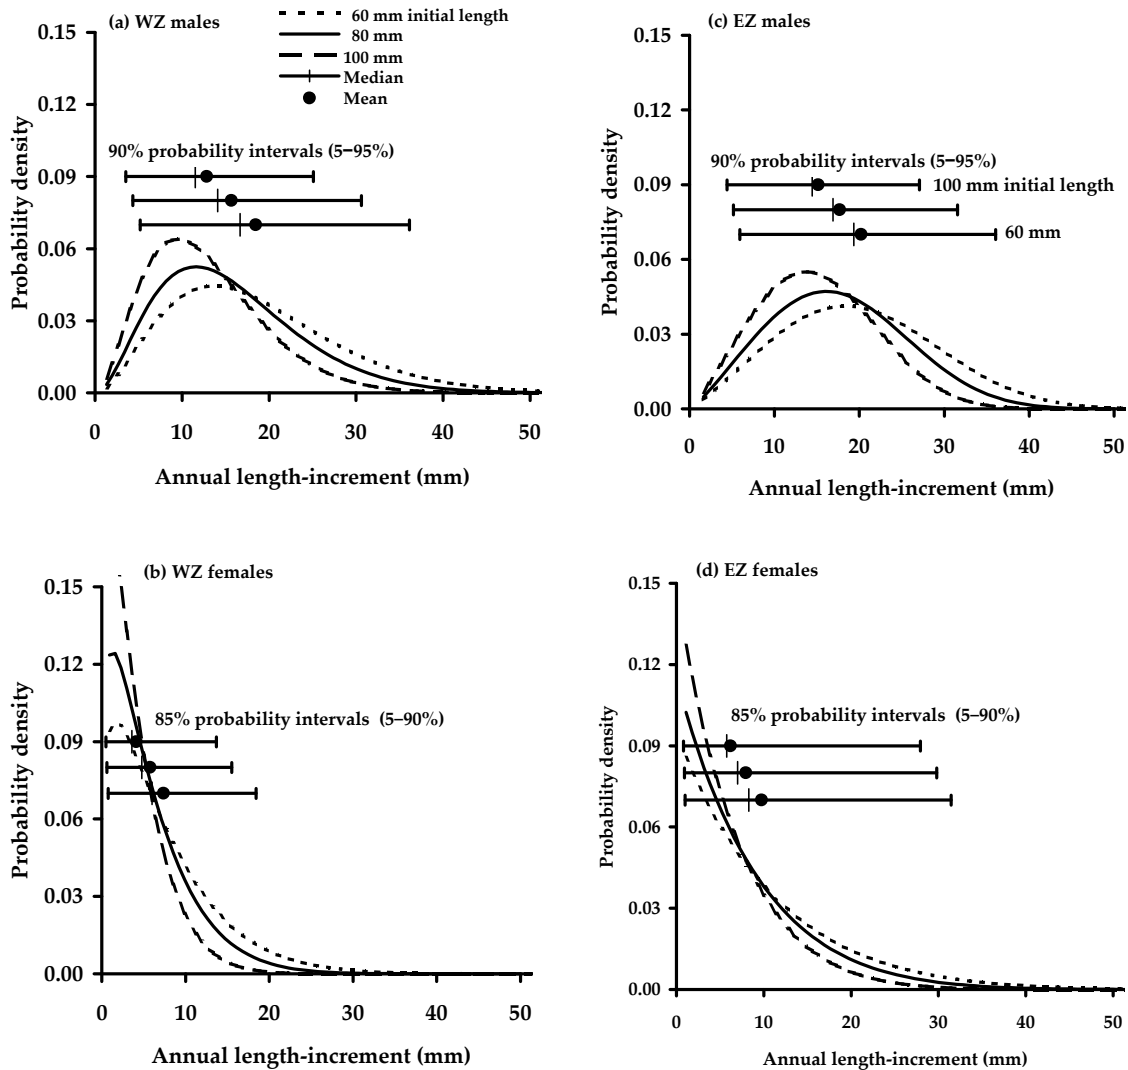 (a) WZ males
60 mm initial length
80 mm
100 mm
Median
Mean
90% probability intervals (5–95%)
Probability density
0.15
0.12
0.09
0.06
0.03
0.00
0 10 20 30 40 50
Annual length-increment (mm)
(c) EZ males
90% probability intervals (5–95%)
100 mm initial length
60 mm
Probability density
0.15
0.12
0.09
0.06
0.03
0.00
0 10 20 30 40 50
Annual length-increment (mm)
(b) WZ females
85% probability intervals (5–90%)
Probability density
0.15
0.12
0.09
0.06
0.03
0.00
0 10 20 30 40 50
Annual length-increment (mm)
(d) EZ females
85% probability intervals (5–90%)
Probability density
0.15
0.12
0.09
0.06
0.03
0.00
0 10 20 30 40 50
Annual length-increment (mm)